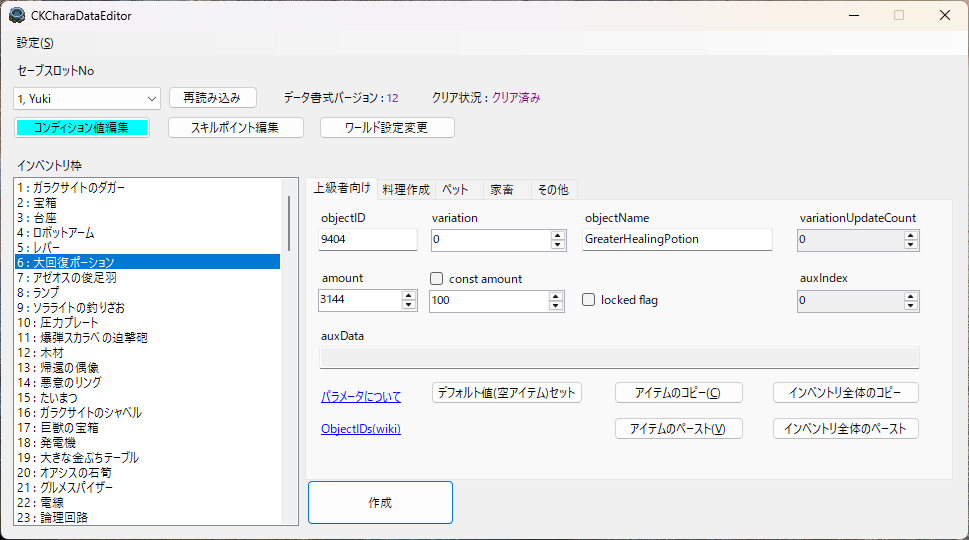 CKCharaDataEditor
設定(S)
セーブスロットNo
1, Yuki
再読み込み
データ書式バージョン : 12
クリア状況 : クリア済み
コンディション値編集
スキルポイント編集
ワールド設定変更
インベントリ枠
1 : ガラクサイトのダガー
2 : 宝箱
3 : 台座
4 : ロボットアーム
5 : レバー
6 : 大回復ポーション
7 : アゼオスの俊足羽
8 : ランプ
9 : ソラライトの釣りざお
10 : 圧力プレート
11 : 爆弾スカラベの迫撃砲
12 : 木材
13 : 帰還の偶像
14 : 悪意のリング
15 : たいまつ
16 : ガラクサイトのシャベル
17 : 巨獣の宝箱
18 : 発電機
19 : 大きな金ぶちテーブル
20 : オアシスの石筍
21 : グルメスパイザー
22 : 電線
23 : 論理回路
上級者向け
料理作成
ペット
家畜
その他
objectID
variation
objectName
variationUpdateCount
9404
0
GreaterHealingPotion
0
amount
const amount
auxIndex
3144
100
locked flag
0
auxData
パラメータについて
デフォルト値(空アイテム)セット
アイテムのコピー(C)
インベントリ全体のコピー
ObjectIDs(wiki)
アイテムのペースト(V)
インベントリ全体のペースト
作成